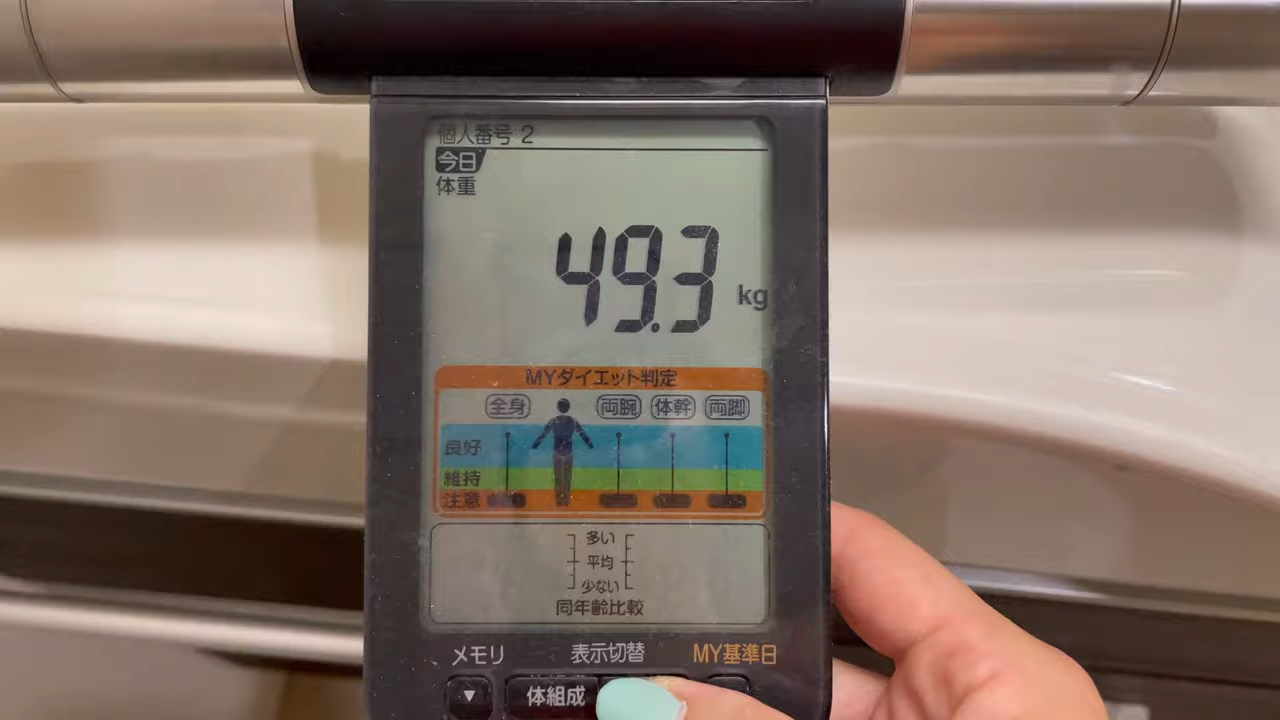 個人番号 2
今日
体重
49.3 kg
MYダイエット判定
全身 両腕 体幹 両脚
良好
維持
注意
多い
平均
少ない
同年齢比較
メモリ 表示切替 MY基準日
▼ 体組成